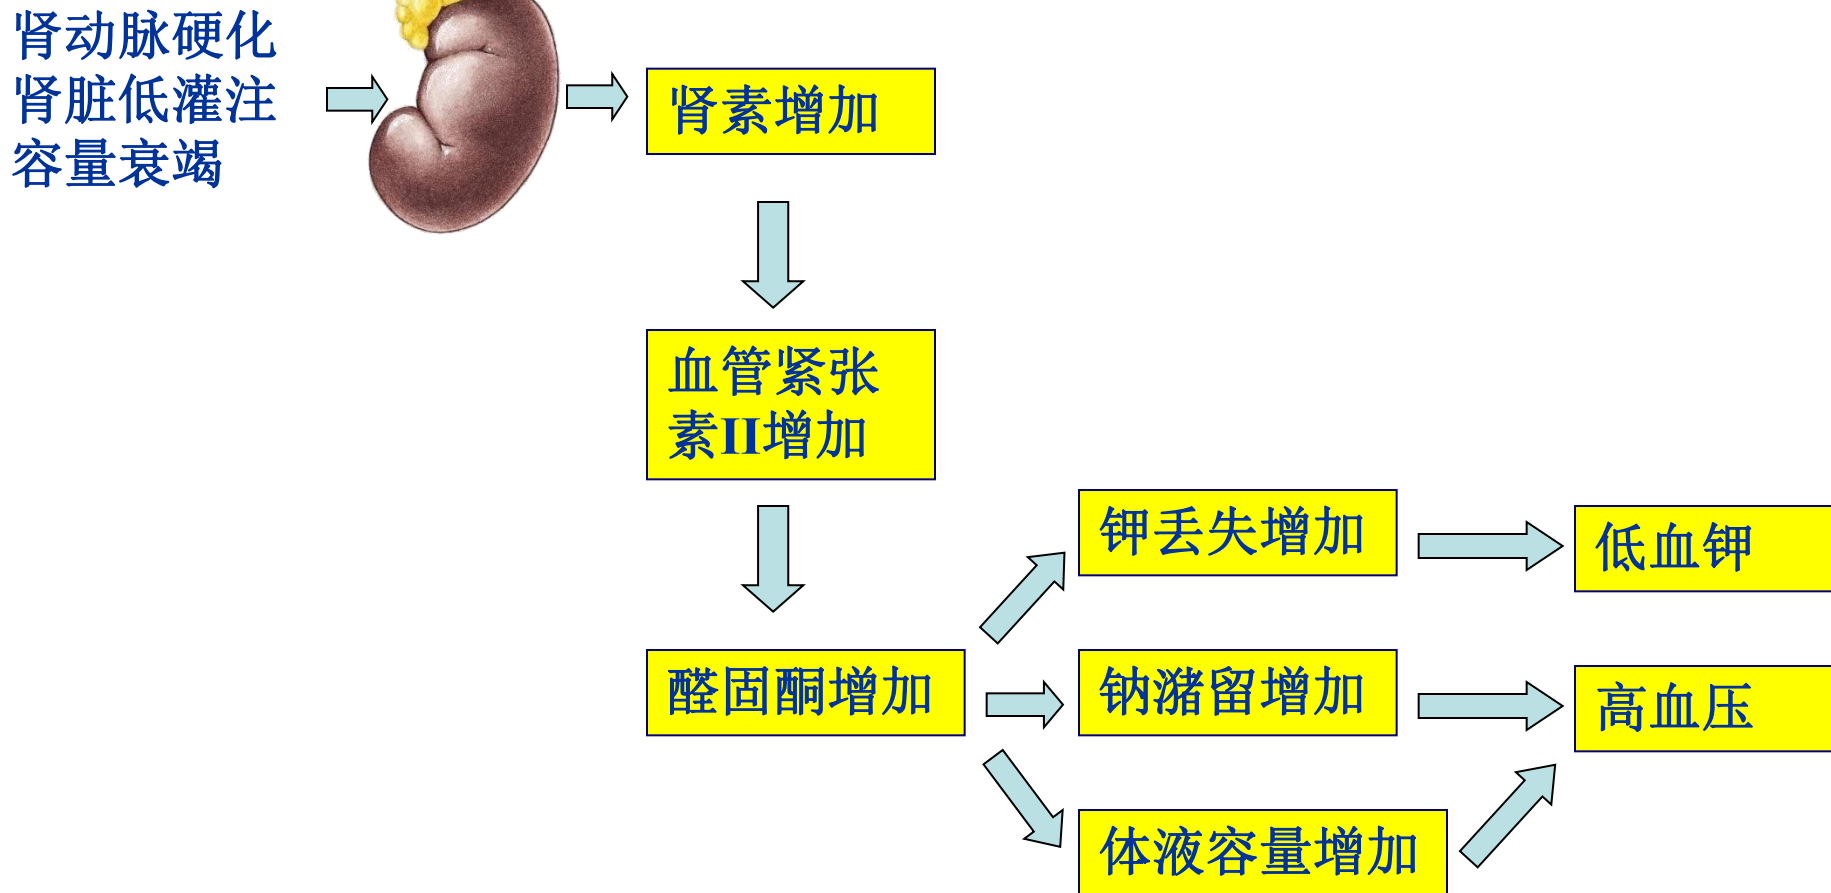 肾动脉硬化
肾脏低灌注
容量衰竭
肾素增加
血管紧张
素II增加
钾丢失增加
低血钾
醛固酮增加
钠潴留增加
高血压
体液容量增加